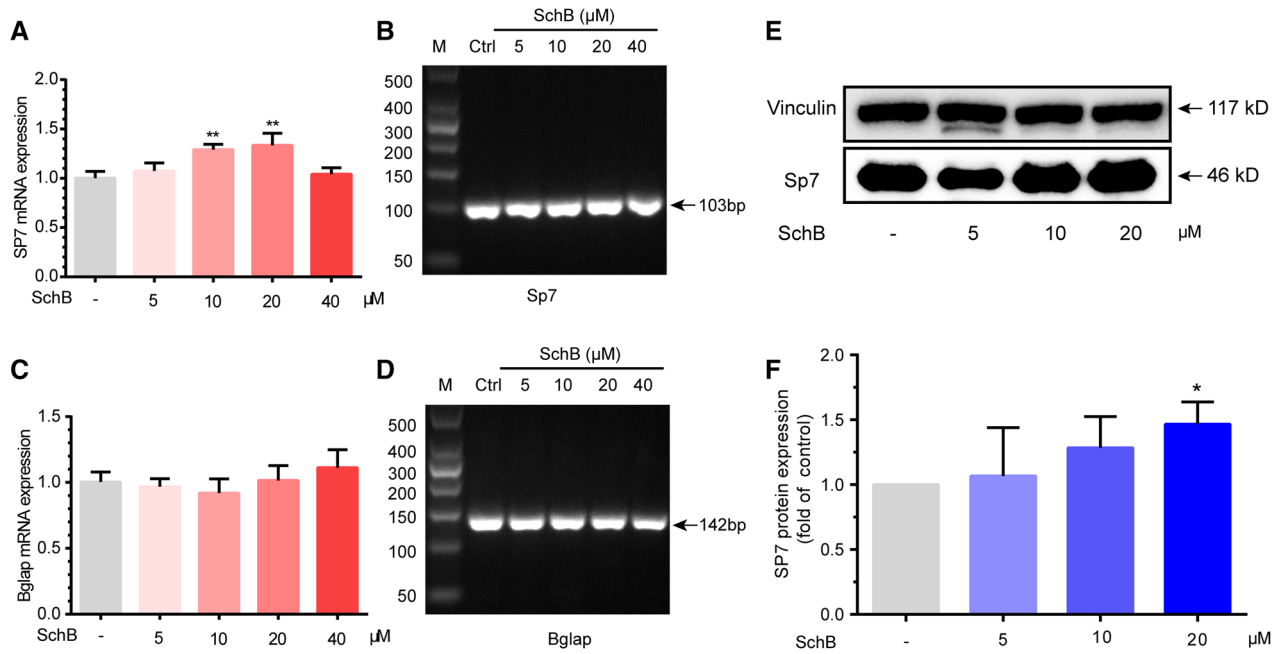 A
SP7 mRNA expression
2.0
1.5
1.0
0.5
0.0
** **
SchB - 5 10 20 40 μM
B
SchB (μM)
M Ctrl 5 10 20 40
500
400
300
200
150
100
50
103bp
Sp7
C
Bglap mRNA expression
1.5
1.0
0.5
0.0
SchB - 5 10 20 40 μM
D
SchB (μM)
M Ctrl 5 10 20 40
500
400
300
200
150
100
50
142bp
Bglap
E
Vinculin 117 kD
Sp7 46 kD
SchB - 5 10 20 μM
F
SP7 protein expression
(fold of control)
2.0
1.5
1.0
0.5
0.0
*
SchB - 5 10 20 μM